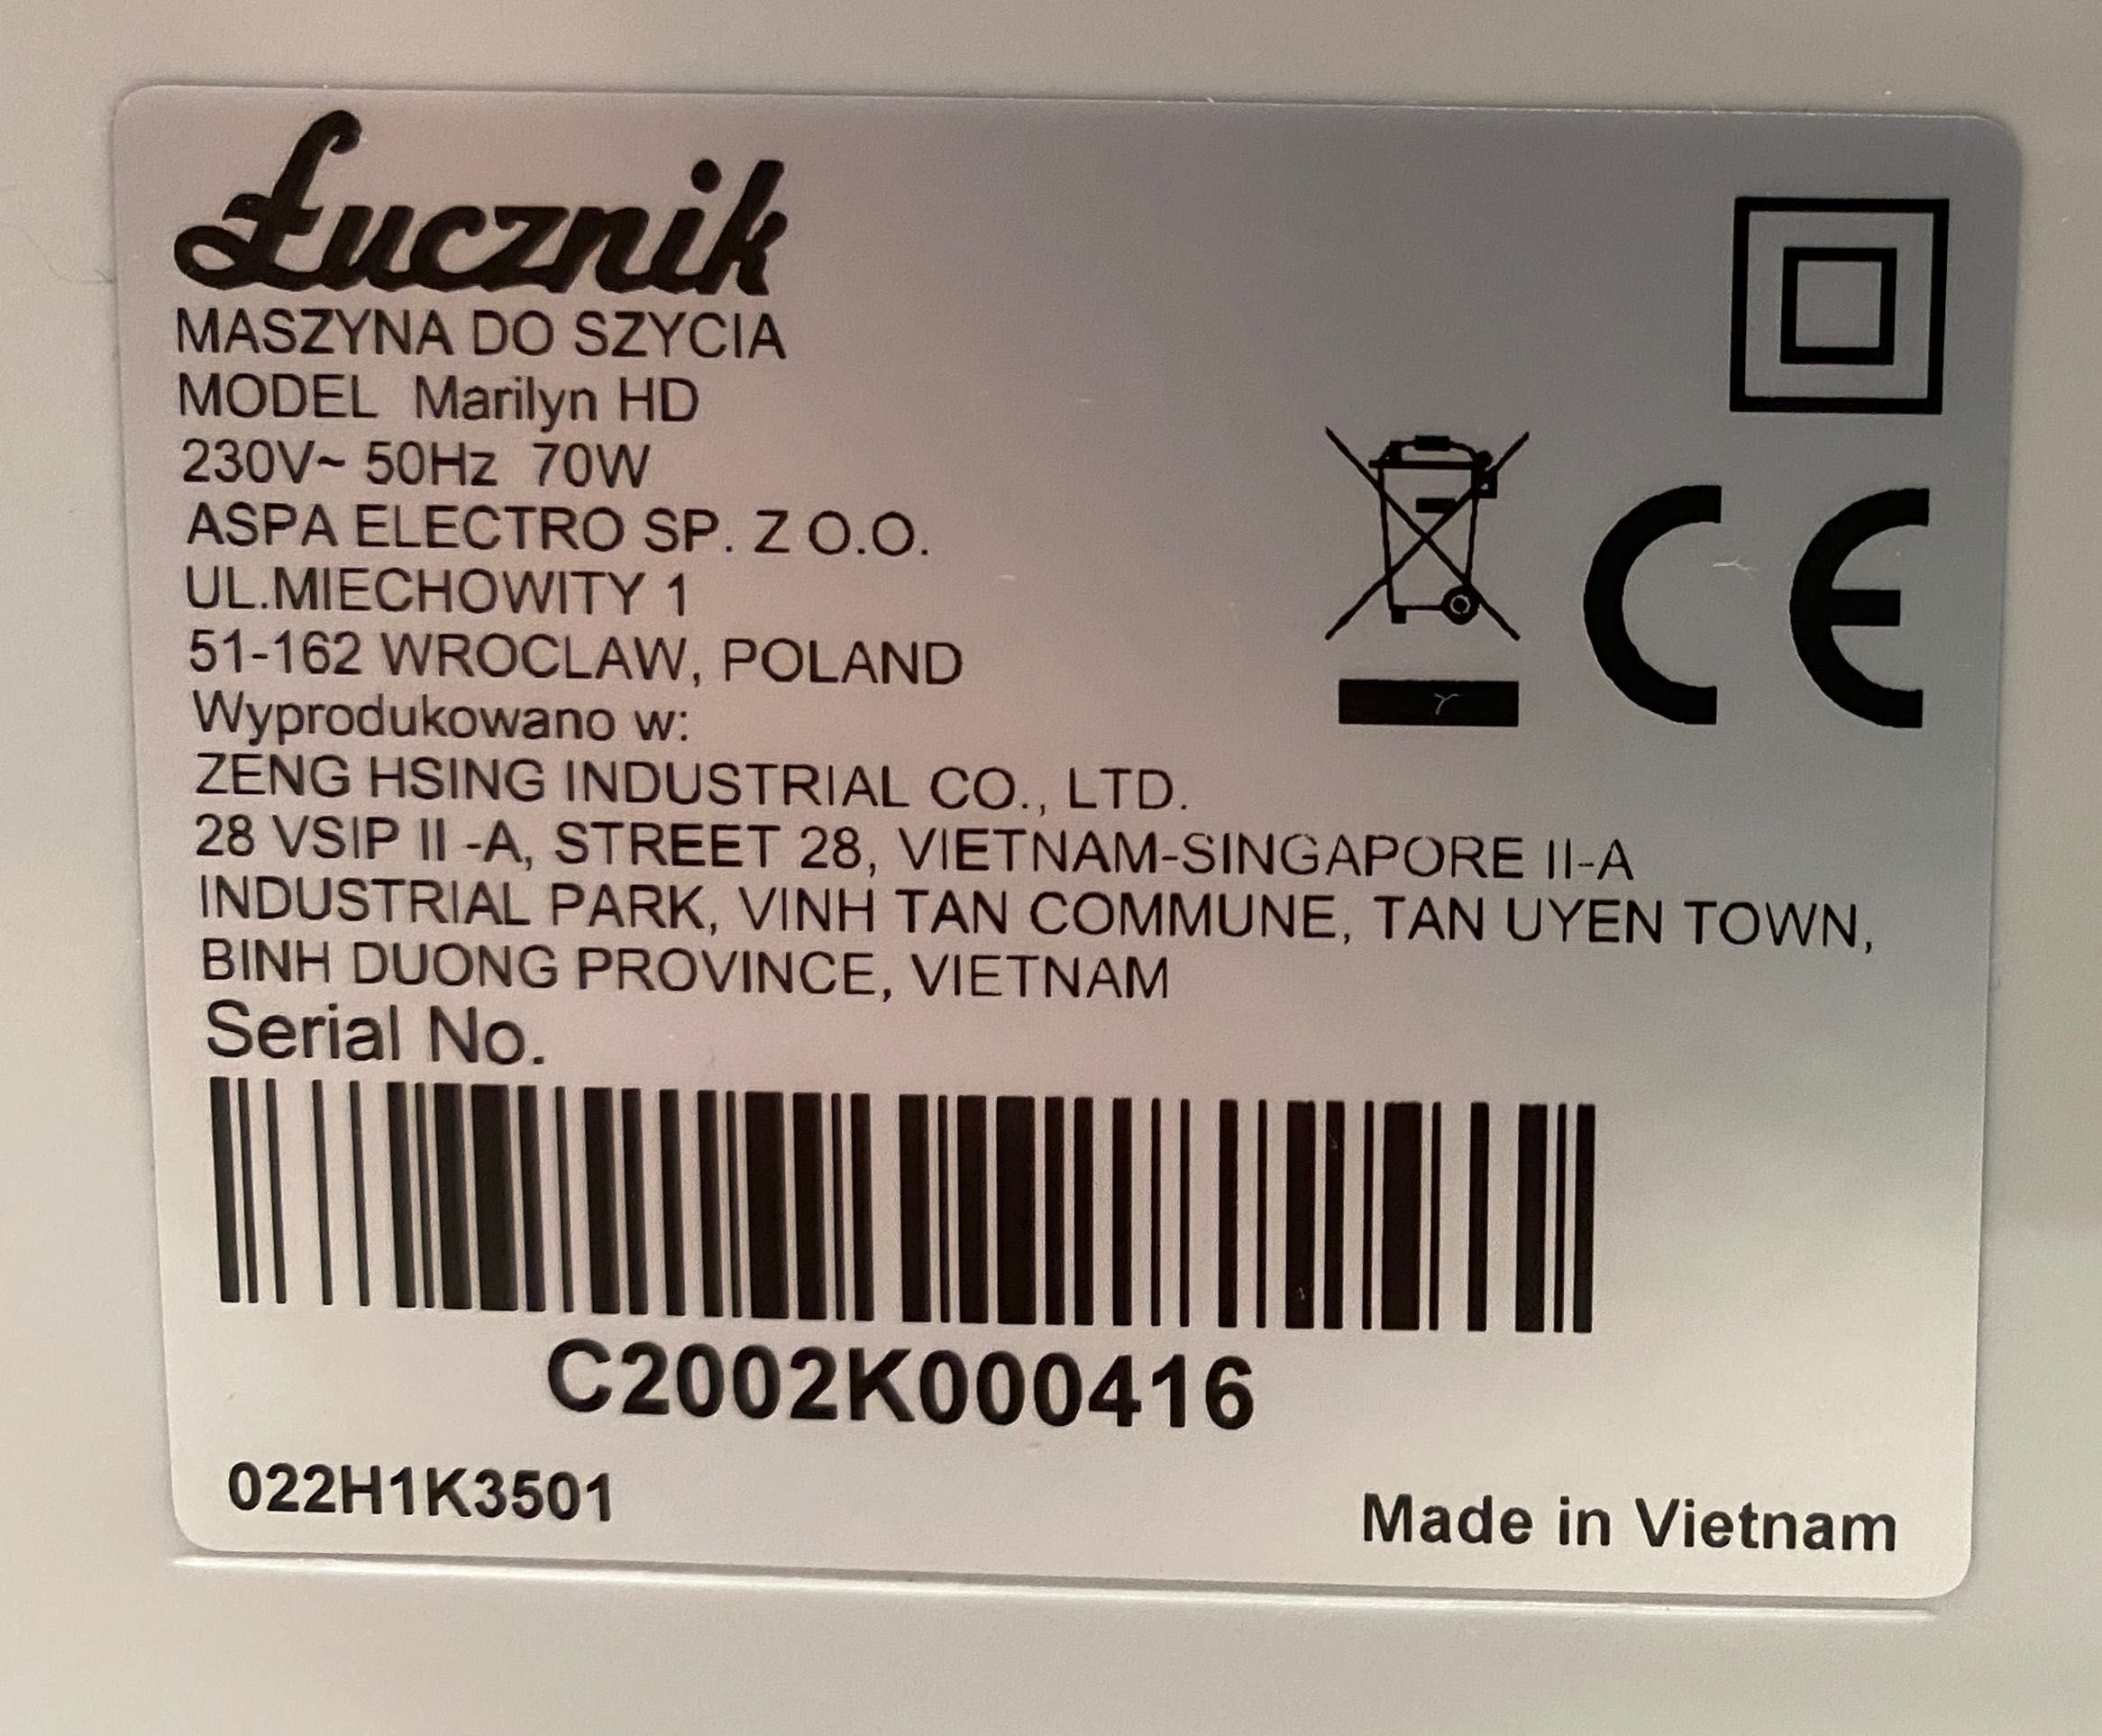 Łucznik
MASZYNA DO SZYCIA
MODEL Marilyn HD
230V~ 50Hz 70W
ASPA ELECTRO SP. Z O.O.
UL.MIECHOWITY 1
51-162 WROCLAW, POLAND
Wyprodukowano w:
ZENG HSING INDUSTRIAL CO., LTD.
28 VSIP II -A, STREET 28, VIETNAM-SINGAPORE II-A
INDUSTRIAL PARK, VINH TAN COMMUNE, TAN UYEN TOWN,
BINH DUONG PROVINCE, VIETNAM
Serial No.
C2002K000416
022H1K3501
Made in Vietnam
CE